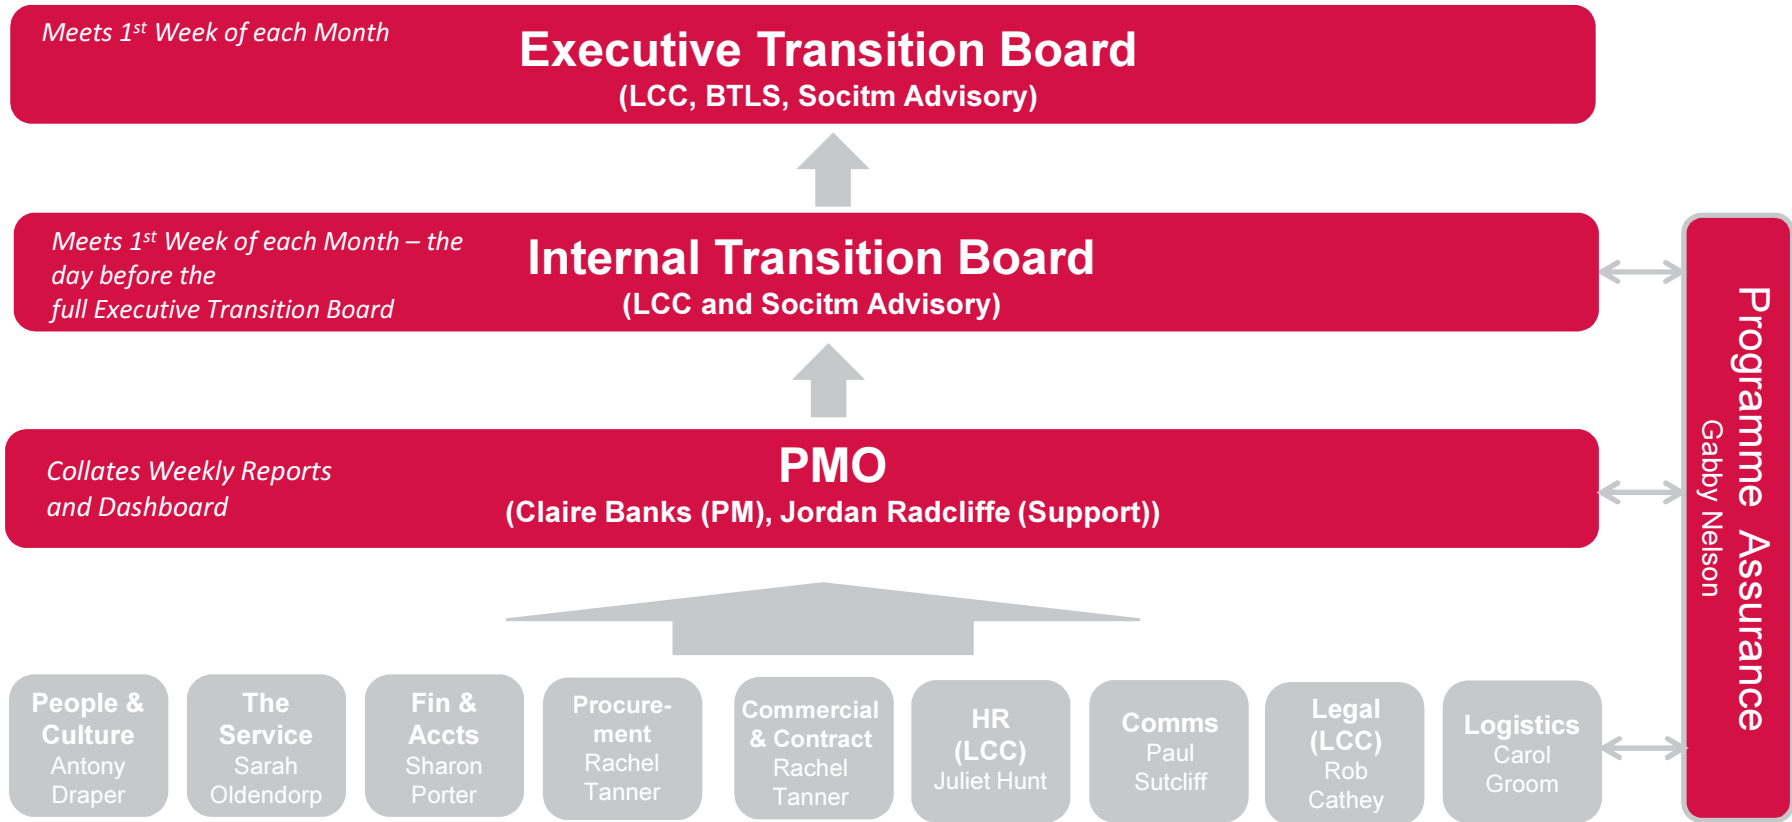 Meets 1st Week of each Month
Executive Transition Board
(LCC, BTLS, Socitm Advisory)
Meets 1st Week of each Month – the
day before the
full Executive Transition Board
Internal Transition Board
(LCC and Socitm Advisory)
Collates Weekly Reports
and Dashboard
PMO
(Claire Banks (PM), Jordan Radcliffe (Support))
Programme Assurance
Gabby Nelson
People &
Culture
Antony
Draper
The
Service
Sarah
Oldendorp
Fin &
Accts
Sharon
Porter
Procure-
ment
Rachel
Tanner
Commercial
& Contract
Rachel
Tanner
HR
(LCC)
Juliet Hunt
Comms
Paul
Sutcliff
Legal
(LCC)
Rob
Cathey
Logistics
Carol
Groom